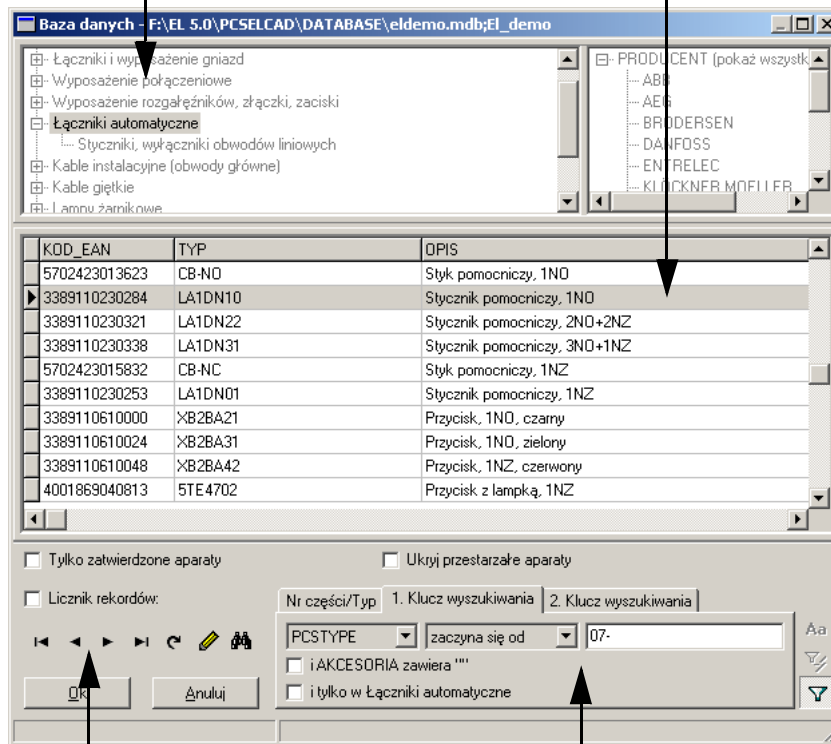 Baza danych - F:\EL 5.0\PCSELCAD\DATABASE\eldemo.mdb;El_demo
Łączniki i wyposażenie gniazd
Wyposażenie połączeniowe
Wyposażenie rozgałęźników, złączki, zaciski
Łączniki automatyczne
Styczniki, wyłączniki obwodów liniowych
Kable instalacyjne (obwody główne)
Kable giętkie
Lampy żarnikowe
PRODUCENT (pokaż wszystk
ABB
AEG
BRODERSEN
DANFOSS
ENTRELEC
KLÖCKNER MOELLER
KOD_EAN TYP OPIS
5702423013623 CB-NO Styk pomocniczy, 1NO
3389110230284 LA1DN10 Stycznik pomocniczy, 1NO
3389110230321 LA1DN22 Stycznik pomocniczy, 2NO+2NZ
3389110230338 LA1DN31 Stycznik pomocniczy, 3NO+1NZ
5702423015832 CB-NC Styk pomocniczy, 1NZ
3389110230253 LA1DN01 Stycznik pomocniczy, 1NZ
3389110610000 XB2BA21 Przycisk, 1NO, czarny
3389110610024 XB2BA31 Przycisk, 1NO, zielony
3389110610048 XB2BA42 Przycisk, 1NZ, czerwony
4001869040813 5TE4702 Przycisk z lampką, 1NZ
Tylko zatwierdzone aparaty
Ukryj przestarzałe aparaty
Licznik rekordów:
Nr części/Typ 1. Klucz wyszukiwania 2. Klucz wyszukiwania
PCSTYPE zaczyna się od 07-
i AKCESORIA zawiera ""
i tylko w Łączniki automatyczne
Ok Anuluj
Aa